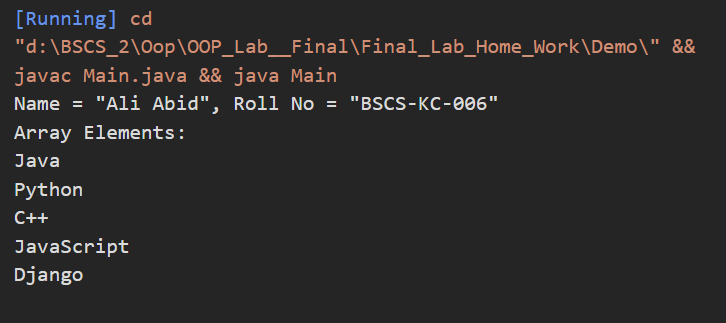 [Running] cd
"d:\BSCS_2\Oop\OOP_Lab__Final\Final_Lab_Home_Work\Demo\" &&
javac Main.java && java Main
Name = "Ali Abid", Roll No = "BSCS-KC-006"
Array Elements:
Java
Python
C++
JavaScript
Django